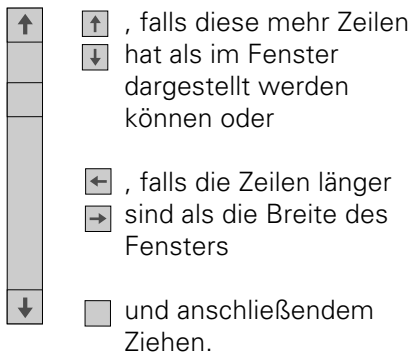 , falls diese mehr Zeilen
hat als im Fenster
dargestellt werden
können oder
, falls die Zeilen länger
sind als die Breite des
Fensters
und anschließendem
Ziehen.